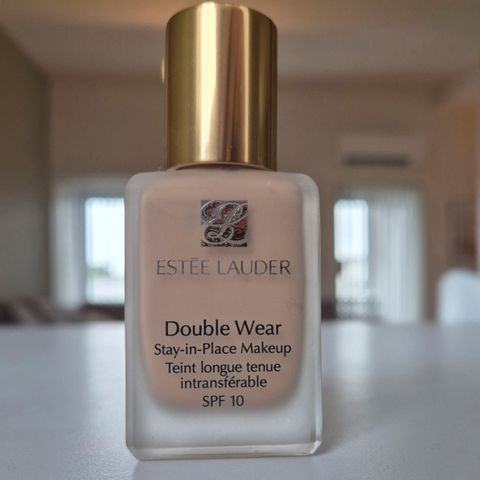 ESTĒE LAUDER
Double Wear
Stay-in-Place Makeup
Teint longue tenue
intransférable
SPF 10